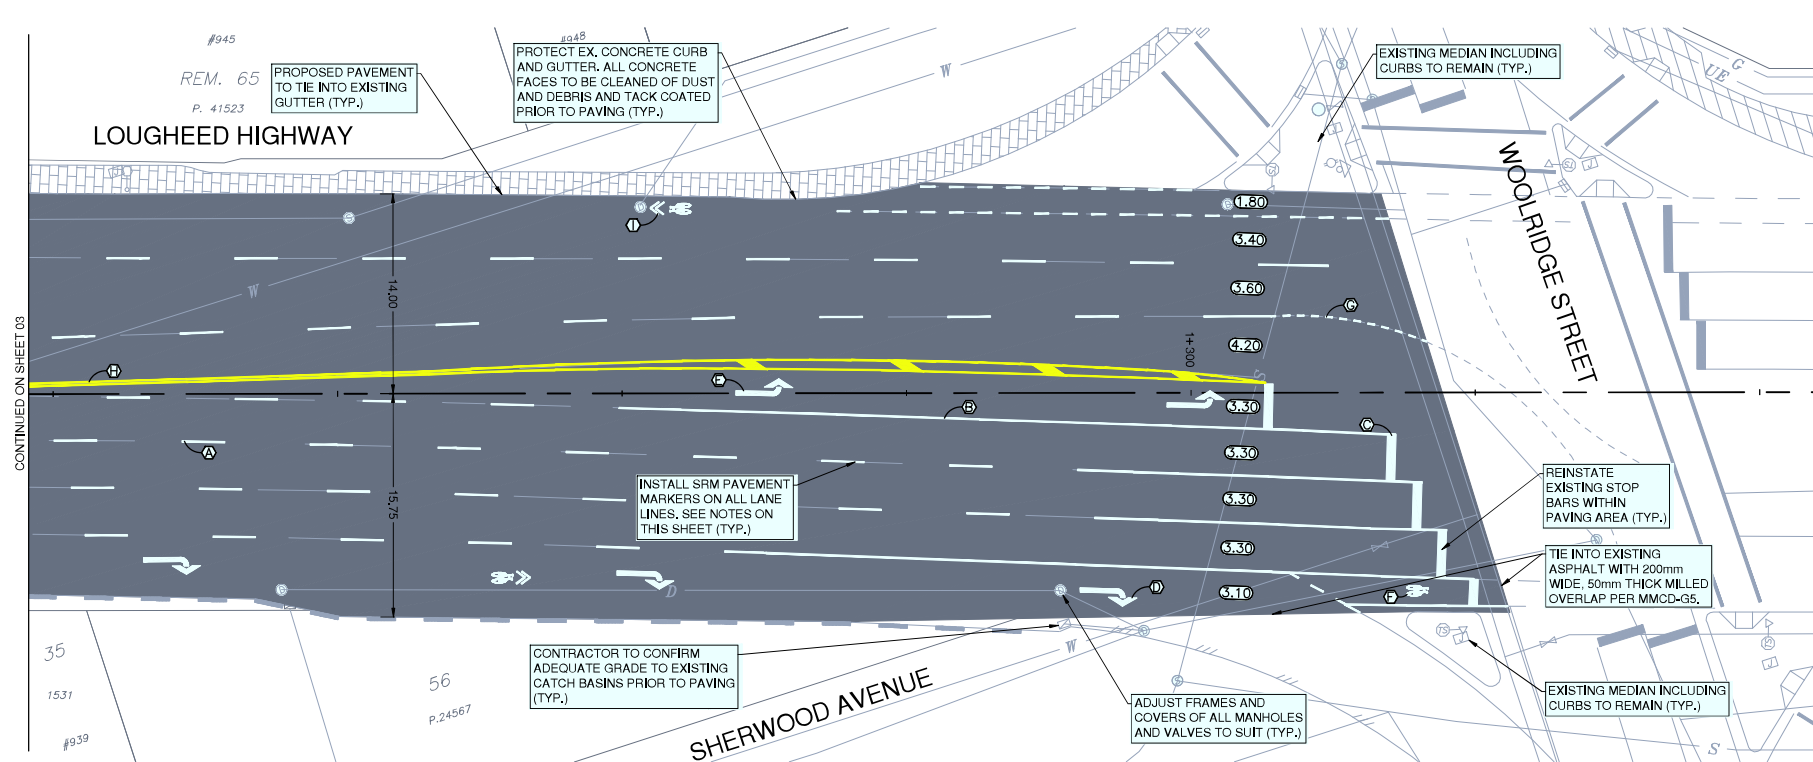 #945
REM. 65
P. 41523
LOUGHEED HIGHWAY
PROPOSED PAVEMENT
TO TIE INTO EXISTING
GUTTER (TYP.)
#948
PROTECT EX. CONCRETE CURB
AND GUTTER. ALL CONCRETE
FACES TO BE CLEANED OF DUST
AND DEBRIS AND TACK COATED
PRIOR TO PAVING (TYP.)
W
EXISTING MEDIAN INCLUDING
CURBS TO REMAIN (TYP.)
G
UE
WOOLRIDGE STREET
I
1.80
3.40
3.60
4.20
3.30
3.30
3.30
3.30
3.10
W
14.00
15.75
1+300
G
H
E
B
C
A
S
CONTINUED ON SHEET 03
INSTALL SRM PAVEMENT
MARKERS ON ALL LANE
LINES. SEE NOTES ON
THIS SHEET (TYP.)
REINSTATE
EXISTING STOP
BARS WITHIN
PAVING AREA (TYP.)
TIE INTO EXISTING
ASPHALT WITH 200mm
WIDE, 50mm THICK MILLED
OVERLAP PER MMCD-G5.
D
D
F
W
CONTRACTOR TO CONFIRM
ADEQUATE GRADE TO EXISTING
CATCH BASINS PRIOR TO PAVING
(TYP.)
SHERWOOD AVENUE
ADJUST FRAMES AND
COVERS OF ALL MANHOLES
AND VALVES TO SUIT (TYP.)
EXISTING MEDIAN INCLUDING
CURBS TO REMAIN (TYP.)
S
35
1531
#939
56
P.24567